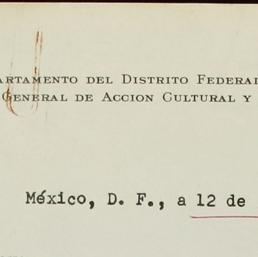 ARTAMENTO DEL DISTRITO FEDERAL
GENERAL DE ACCION CULTURAL Y
México, D. F., a 12 de